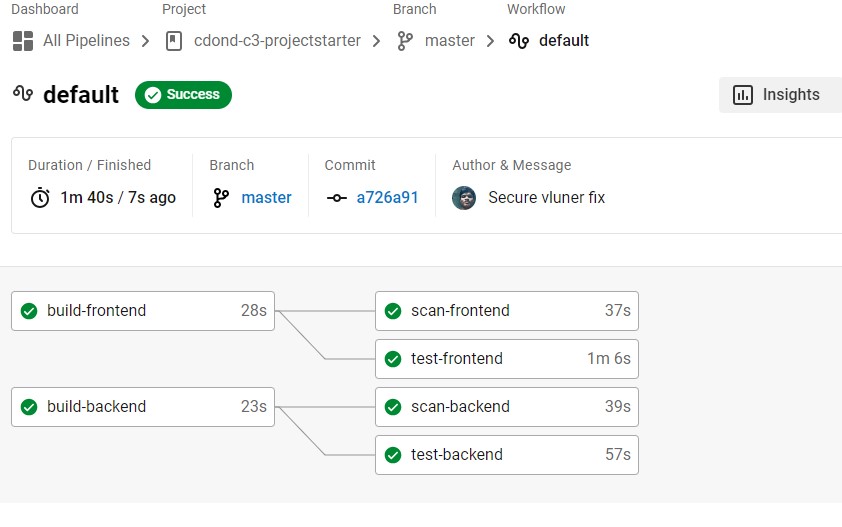 Dashboard Project Branch Workflow
All Pipelines cdond-c3-projectstarter master default
default Success Insights
Duration / Finished Branch Commit Author & Message
1m 40s / 7s ago master a726a91 Secure vluner fix
build-frontend 28s scan-frontend 37s
test-frontend 1m 6s
build-backend 23s scan-backend 39s
test-backend 57s